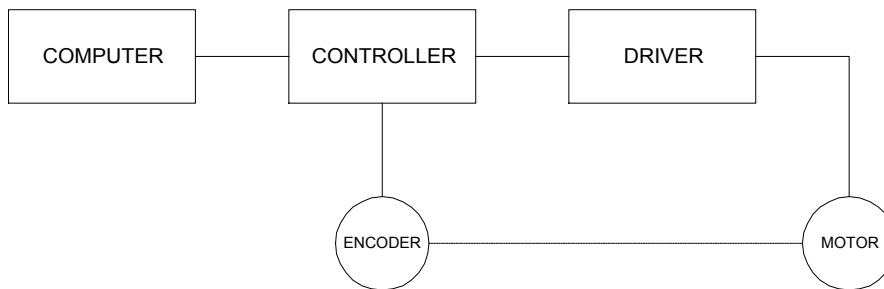 COMPUTER
CONTROLLER
DRIVER
ENCODER
MOTOR